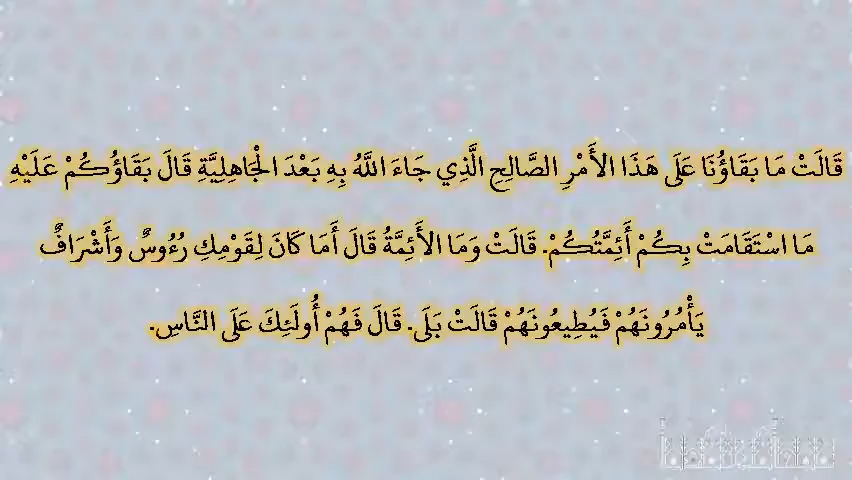 قَالَتْ مَا بَقَاؤُنَا عَلَى هَذَا الأَمْرِ الصَّالِحِ الَّذِي جَاءَ اللَّهُ بِهِ بَعْدَ الْجَاهِلِيَّةِ قَالَ بَقَاؤُكُمْ عَلَيْهِ
مَا اسْتَقَامَتْ بِكُمْ أَئِمَّتُكُمْ. قَالَتْ وَمَا الأَئِمَّةُ قَالَ أَمَا كَانَ لِقَوْمِكِ رُءُوسٌ وَأَشْرَافٌ
يَأْمُرُونَهُمْ فَيُطِيعُونَهُمْ قَالَتْ بَلَى. قَالَ فَهُمْ أُولَئِكَ عَلَى النَّاسِ.